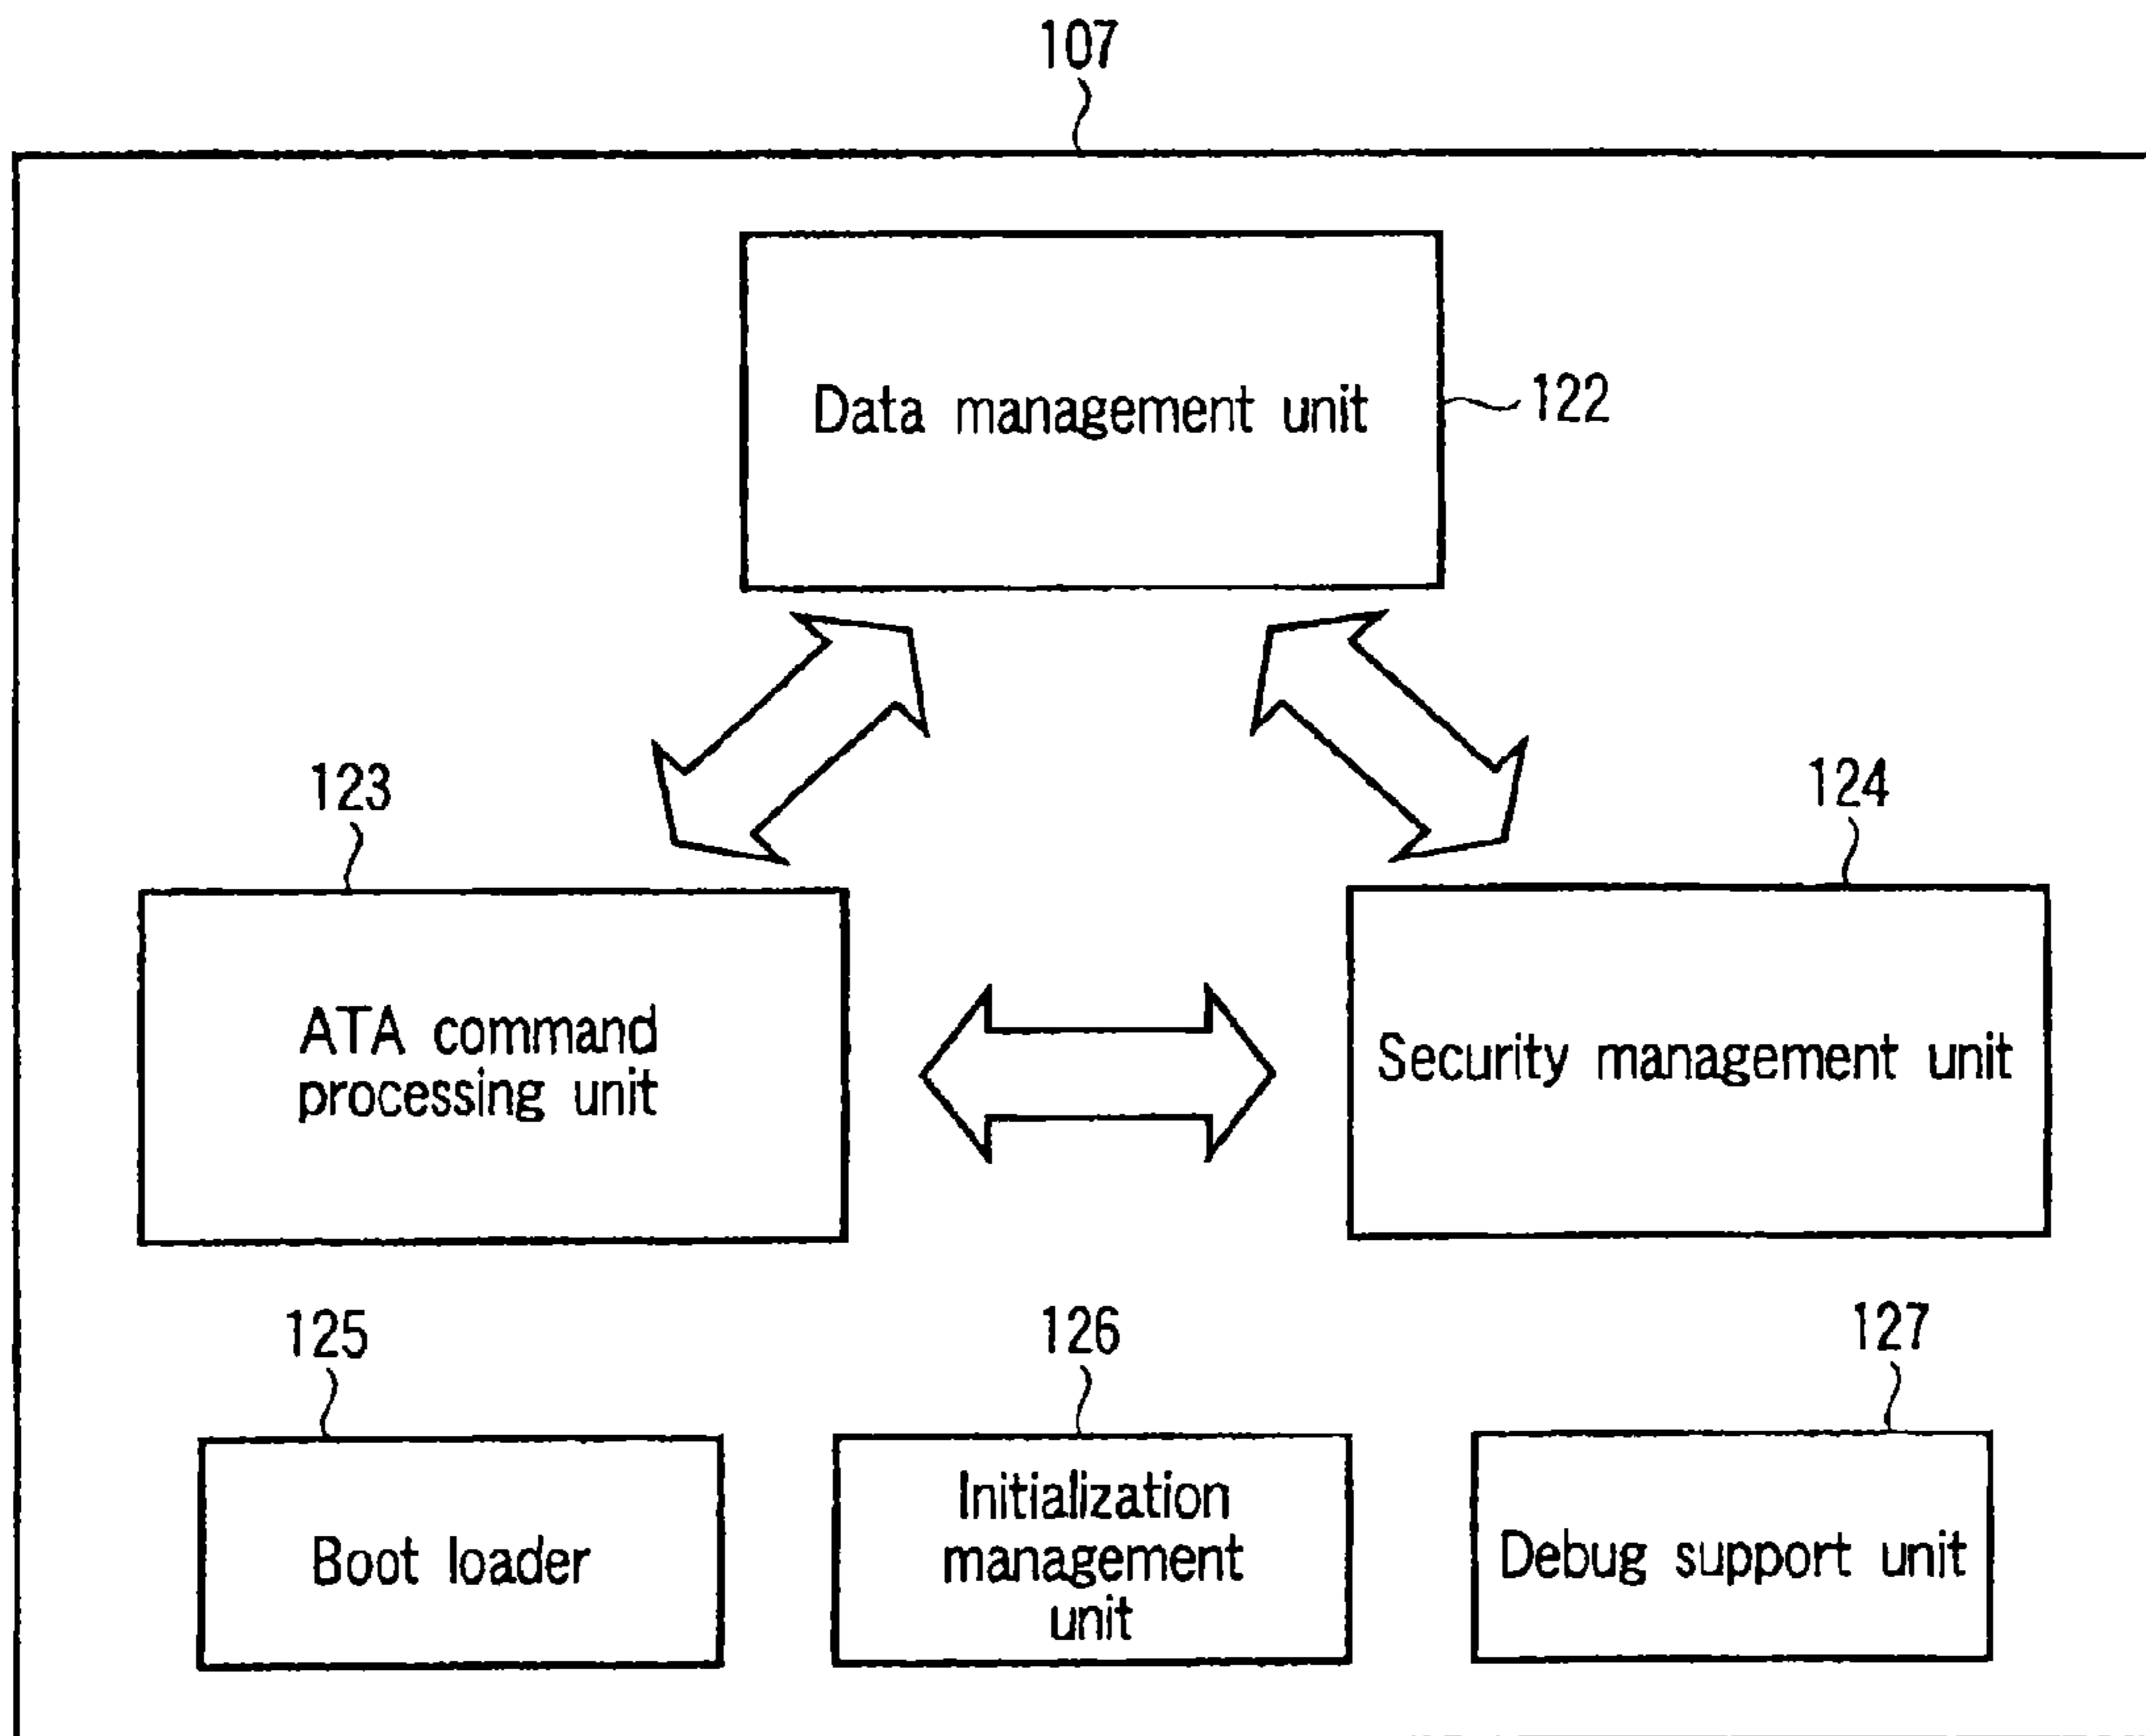 107
Data management unit
122
123
124
ATA command
processing unit
Security management unit
125
126
127
Boot loader
Initialization
management
unit
Debug support unit